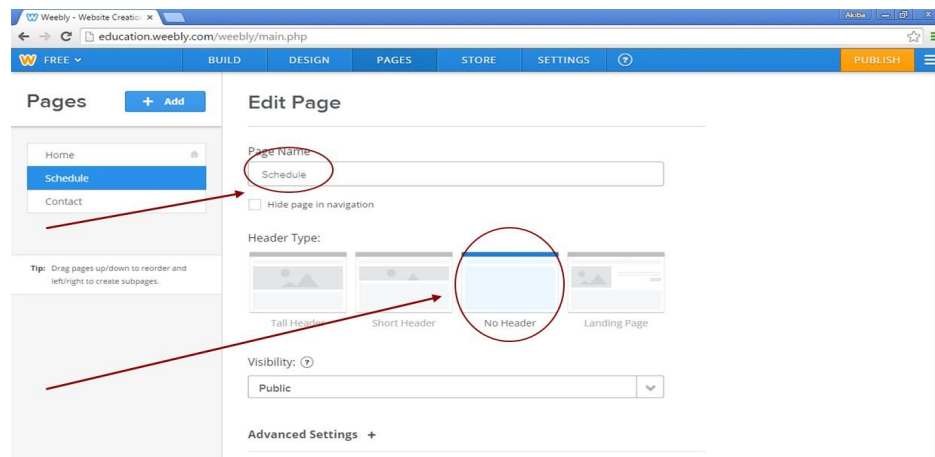 Weebly - Website Creatio
Akiba
education.weebly.com/weebly/main.php
FREE BUILD DESIGN PAGES STORE SETTINGS ? PUBLISH
Pages + Add
Edit Page
Home
Schedule
Contact
Tip: Drag pages up/down to reorder and
left/right to create subpages.
Page Name
Schedule
Hide page in navigation
Header Type:
Tall Header Short Header No Header Landing Page
Visibility: ?
Public
Advanced Settings +